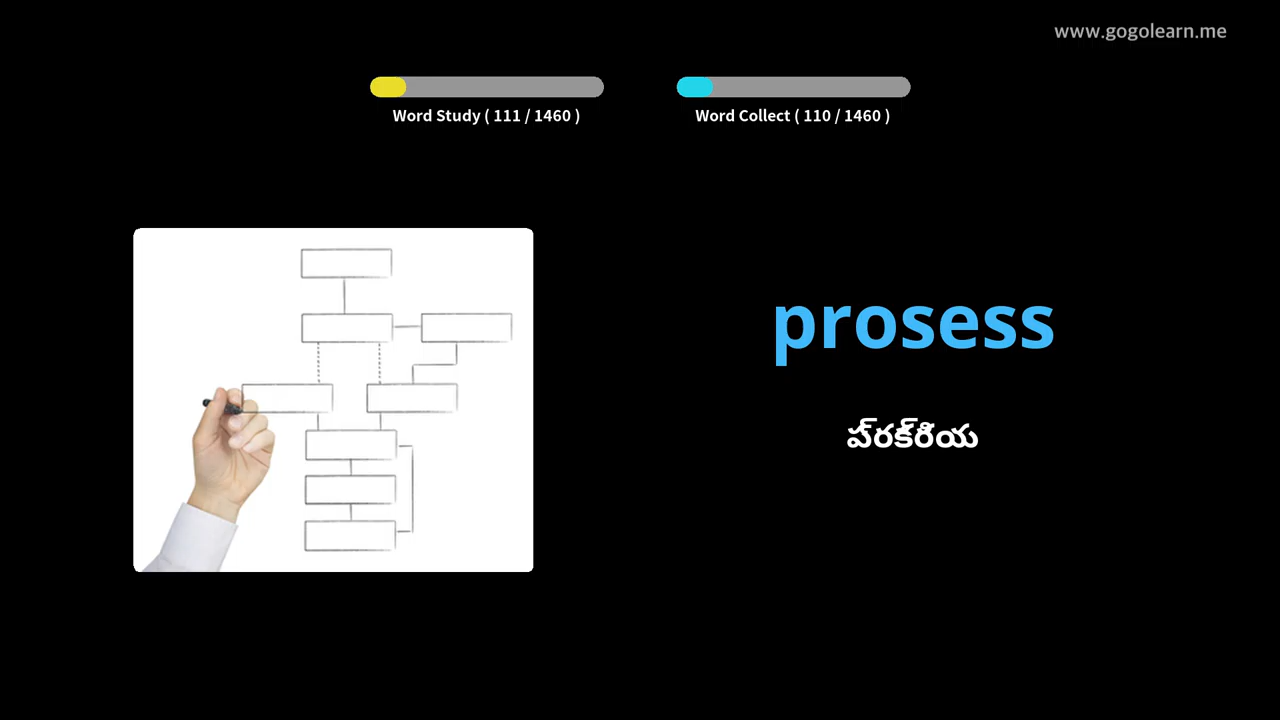 www.gogolearn.me
Word Study ( 111 / 1460 )
Word Collect ( 110 / 1460 )
prosess
ప్రక్రియ